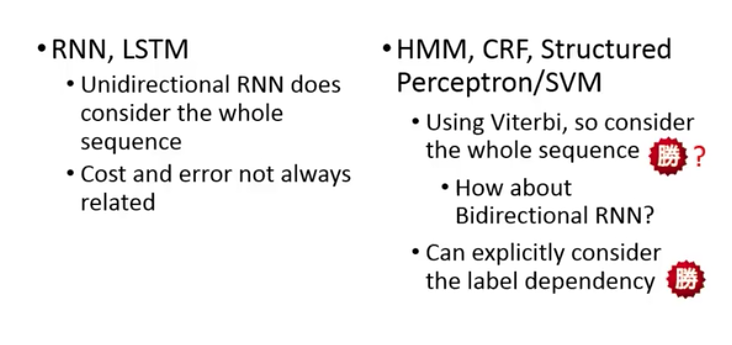 • RNN, LSTM
• Unidirectional RNN does
consider the whole
sequence
• Cost and error not always
related
• HMM, CRF, Structured
Perceptron/SVM
• Using Viterbi, so consider
the whole sequence 勝 ?
• How about
Bidirectional RNN?
• Can explicitly consider
the label dependency 勝